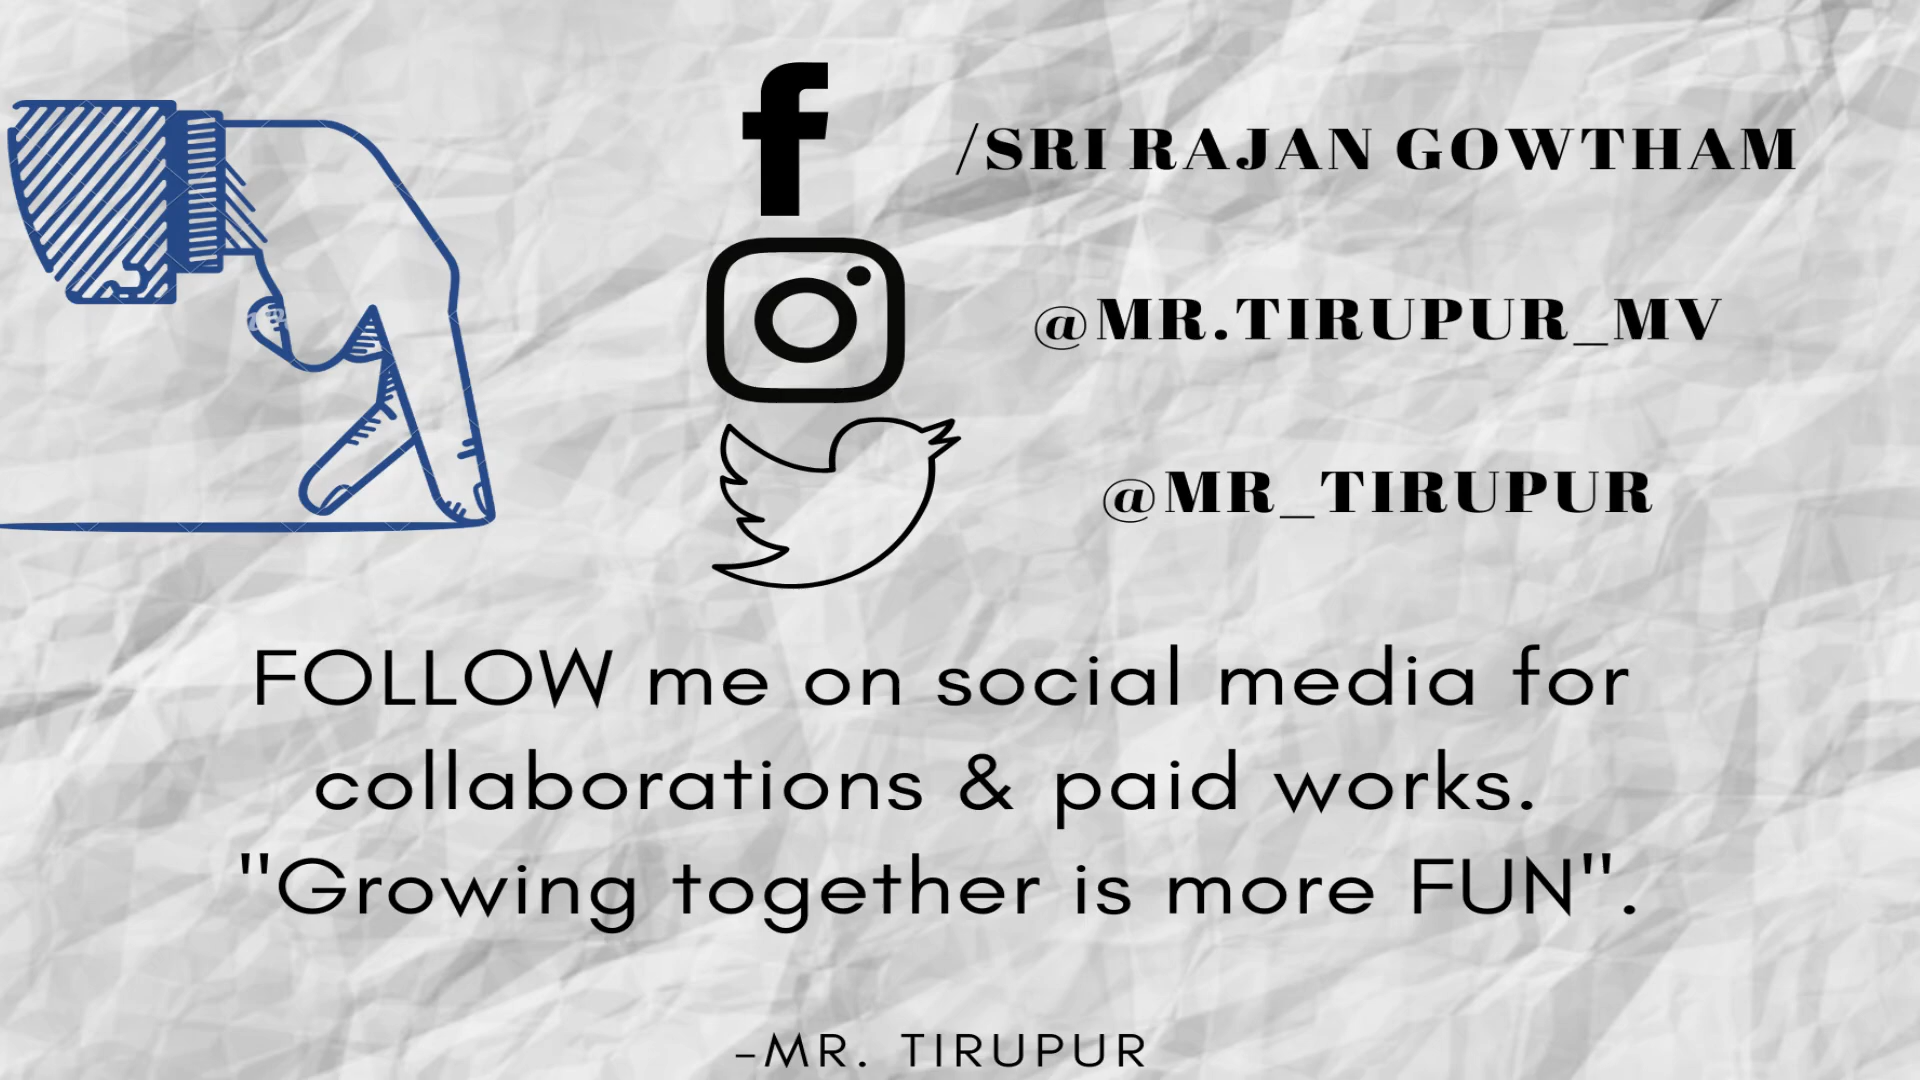 /SRI RAJAN GOWTHAM
@MR.TIRUPUR_MV
@MR_TIRUPUR
FOLLOW me on social media for
collaborations & paid works.
"Growing together is more FUN".
-MR. TIRUPUR